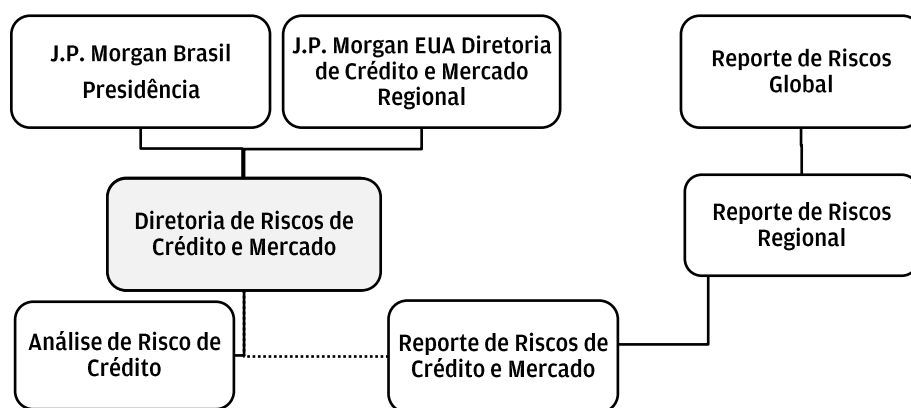 J.P. Morgan Brasil
Presidência
J.P. Morgan EUA Diretoria
de Crédito e Mercado
Regional
Reporte de Riscos
Global
Diretoria de Riscos de
Crédito e Mercado
Reporte de Riscos
Regional
Análise de Risco de
Crédito
Reporte de Riscos de
Crédito e Mercado